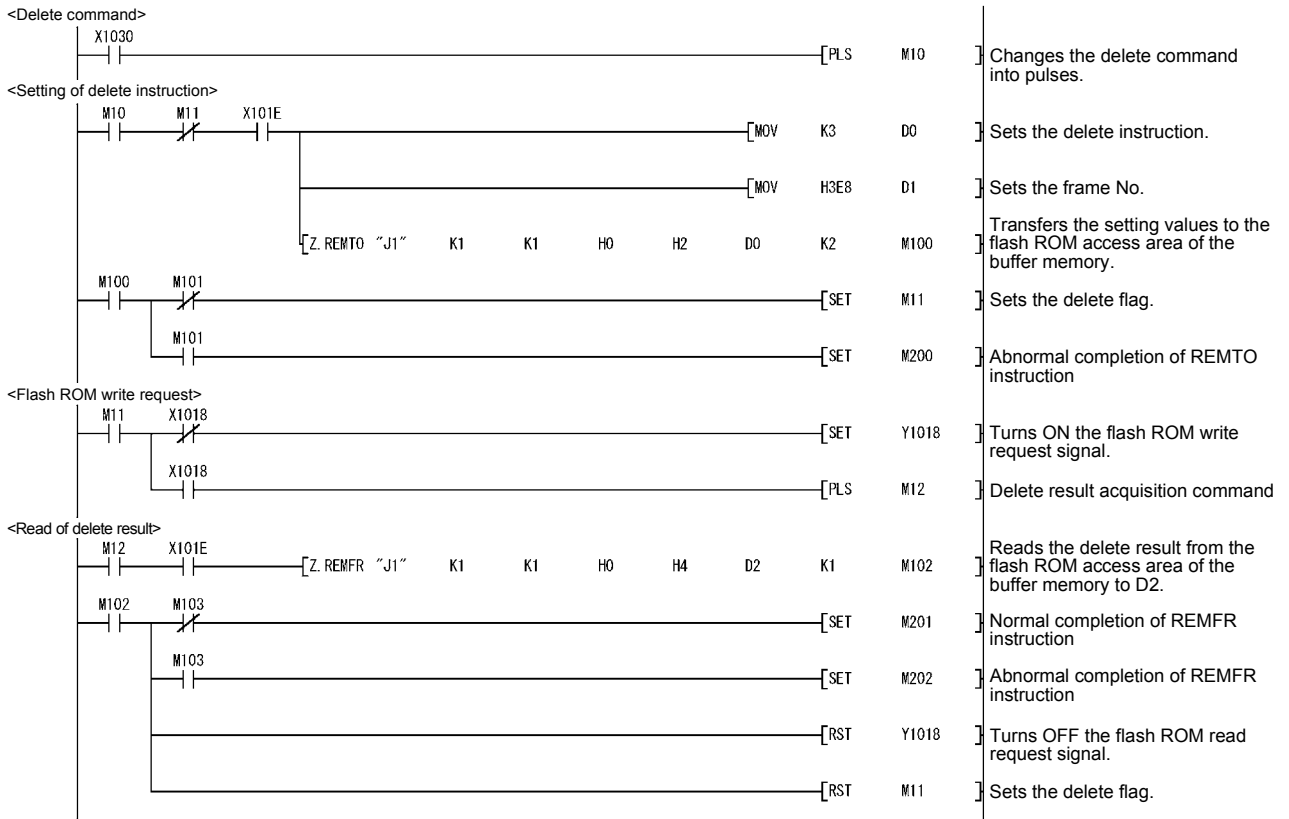 <Delete command>
X1030
[PLS M10 ] Changes the delete command
into pulses.
<Setting of delete instruction>
M10 M11 X101E
[MOV K3 D0 ] Sets the delete instruction.
[MOV H3E8 D1 ] Sets the frame No.
[Z.REMTO "J1" K1 K1 H0 H2 D0 K2 M100 ] Transfers the setting values to the
flash ROM access area of the
buffer memory.
M100 M101
[SET M11 ] Sets the delete flag.
M101
[SET M200 ] Abnormal completion of REMTO
instruction
<Flash ROM write request>
M11 X1018
[SET Y1018 ] Turns ON the flash ROM write
request signal.
X1018
[PLS M12 ] Delete result acquisition command
<Read of delete result>
M12 X101E
[Z.REMFR "J1" K1 K1 H0 H4 D2 K1 M102 ] Reads the delete result from the
flash ROM access area of the
buffer memory to D2.
M102 M103
[SET M201 ] Normal completion of REMFR
instruction
M103
[SET M202 ] Abnormal completion of REMFR
instruction
[RST Y1018 ] Turns OFF the flash ROM read
request signal.
[RST M11 ] Sets the delete flag.